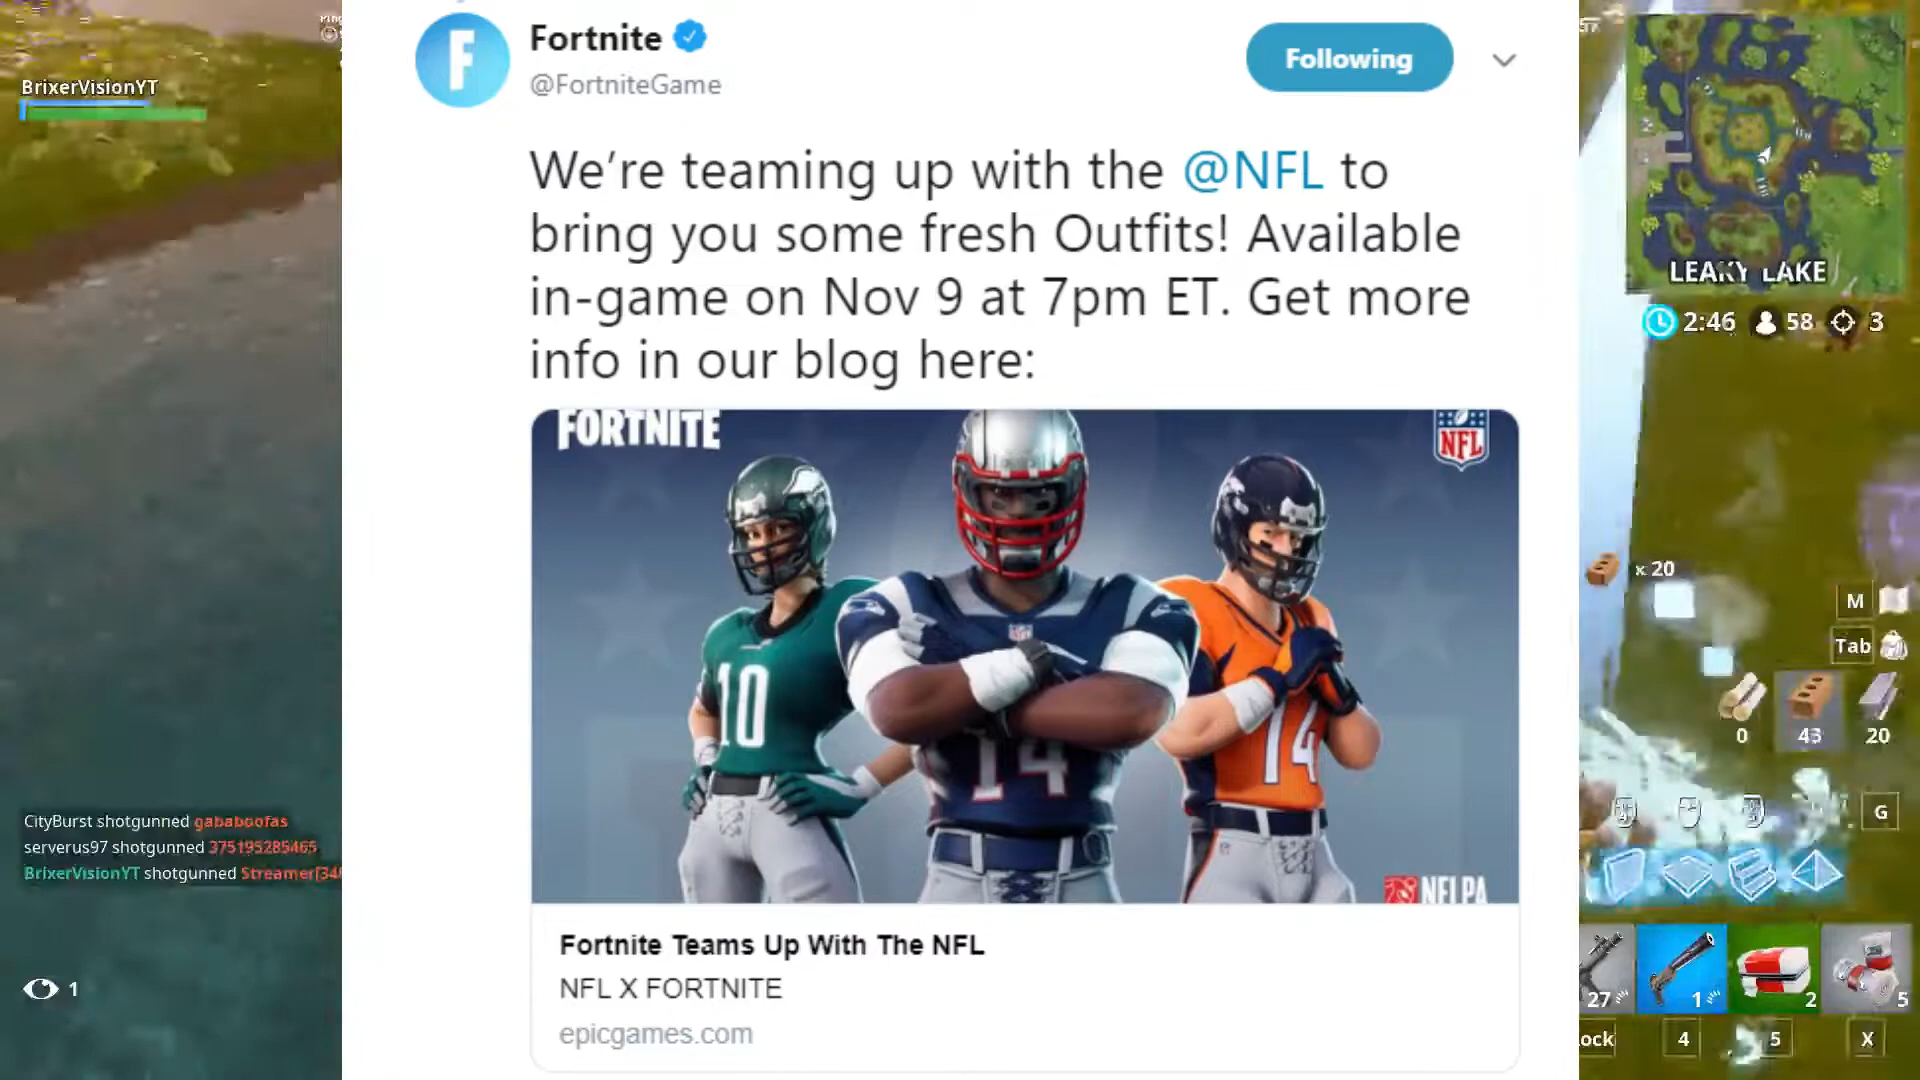 BrixerVisionYT
Fortnite
@FortniteGame
Following
We’re teaming up with the @NFL to
bring you some fresh Outfits! Available
in-game on Nov 9 at 7pm ET. Get more
info in our blog here:
FORTNITE
NFL
10
14
14
NFLPA
Fortnite Teams Up With The NFL
NFL X FORTNITE
epicgames.com
CityBurst shotgunned gababoofas
serverus97 shotgunned 375195285465
BrixerVisionYT shotgunned Streamer[34
1
LEAKY LAKE
2:46 58 3
x 20
M
Tab
0 43 20
G
27 1 2 5
ock 4 5 X